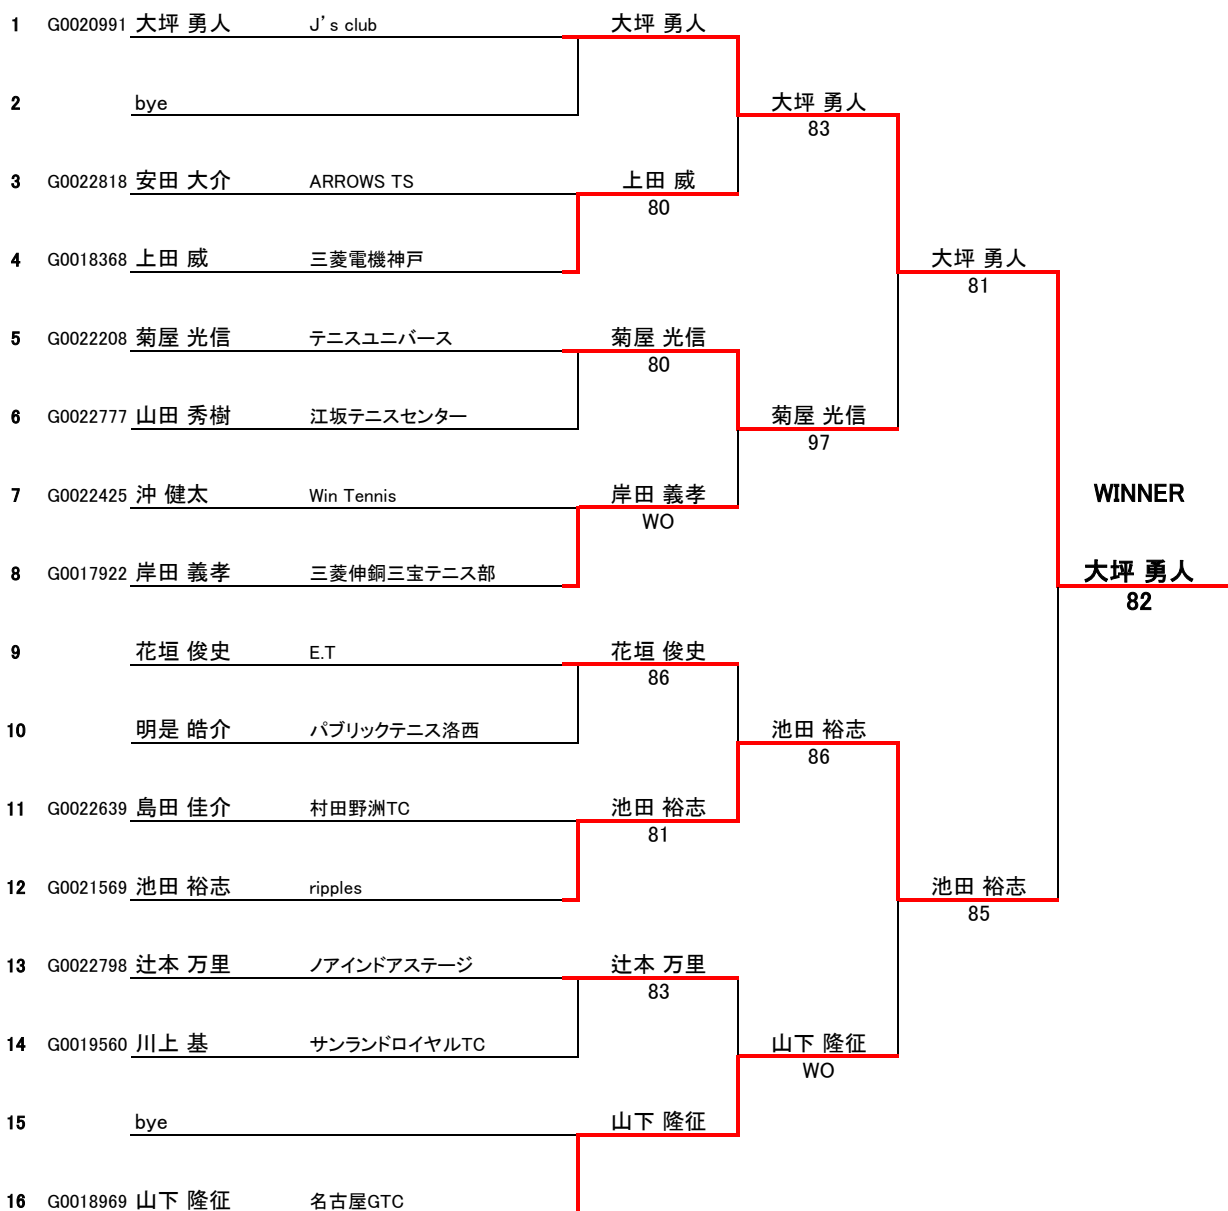 1 G0020991 大坪 勇人 J's club 大坪 勇人
2 bye 大坪 勇人
83
3 G0022818 安田 大介 ARROWS TS 上田 威
80
4 G0018368 上田 威 三菱電機神戸 大坪 勇人
81
5 G0022208 菊屋 光信 テニスユニバース 菊屋 光信
80
6 G0022777 山田 秀樹 江坂テニスセンター 菊屋 光信
97
7 G0022425 沖 健太 Win Tennis 岸田 義孝 WINNER
WO
8 G0017922 岸田 義孝 三菱伸銅三宝テニス部 大坪 勇人
82
9 花垣 俊史 E.T 花垣 俊史
86
10 明是 皓介 パブリックテニス洛西 池田 裕志
86
11 G0022639 島田 佳介 村田野洲TC 池田 裕志
81
12 G0021569 池田 裕志 ripples 池田 裕志
85
13 G0022798 辻本 万里 ノアインドアステージ 辻本 万里
83
14 G0019560 川上 基 サンランドロイヤルTC 山下 隆征
WO
15 bye 山下 隆征
16 G0018969 山下 隆征 名古屋GTC